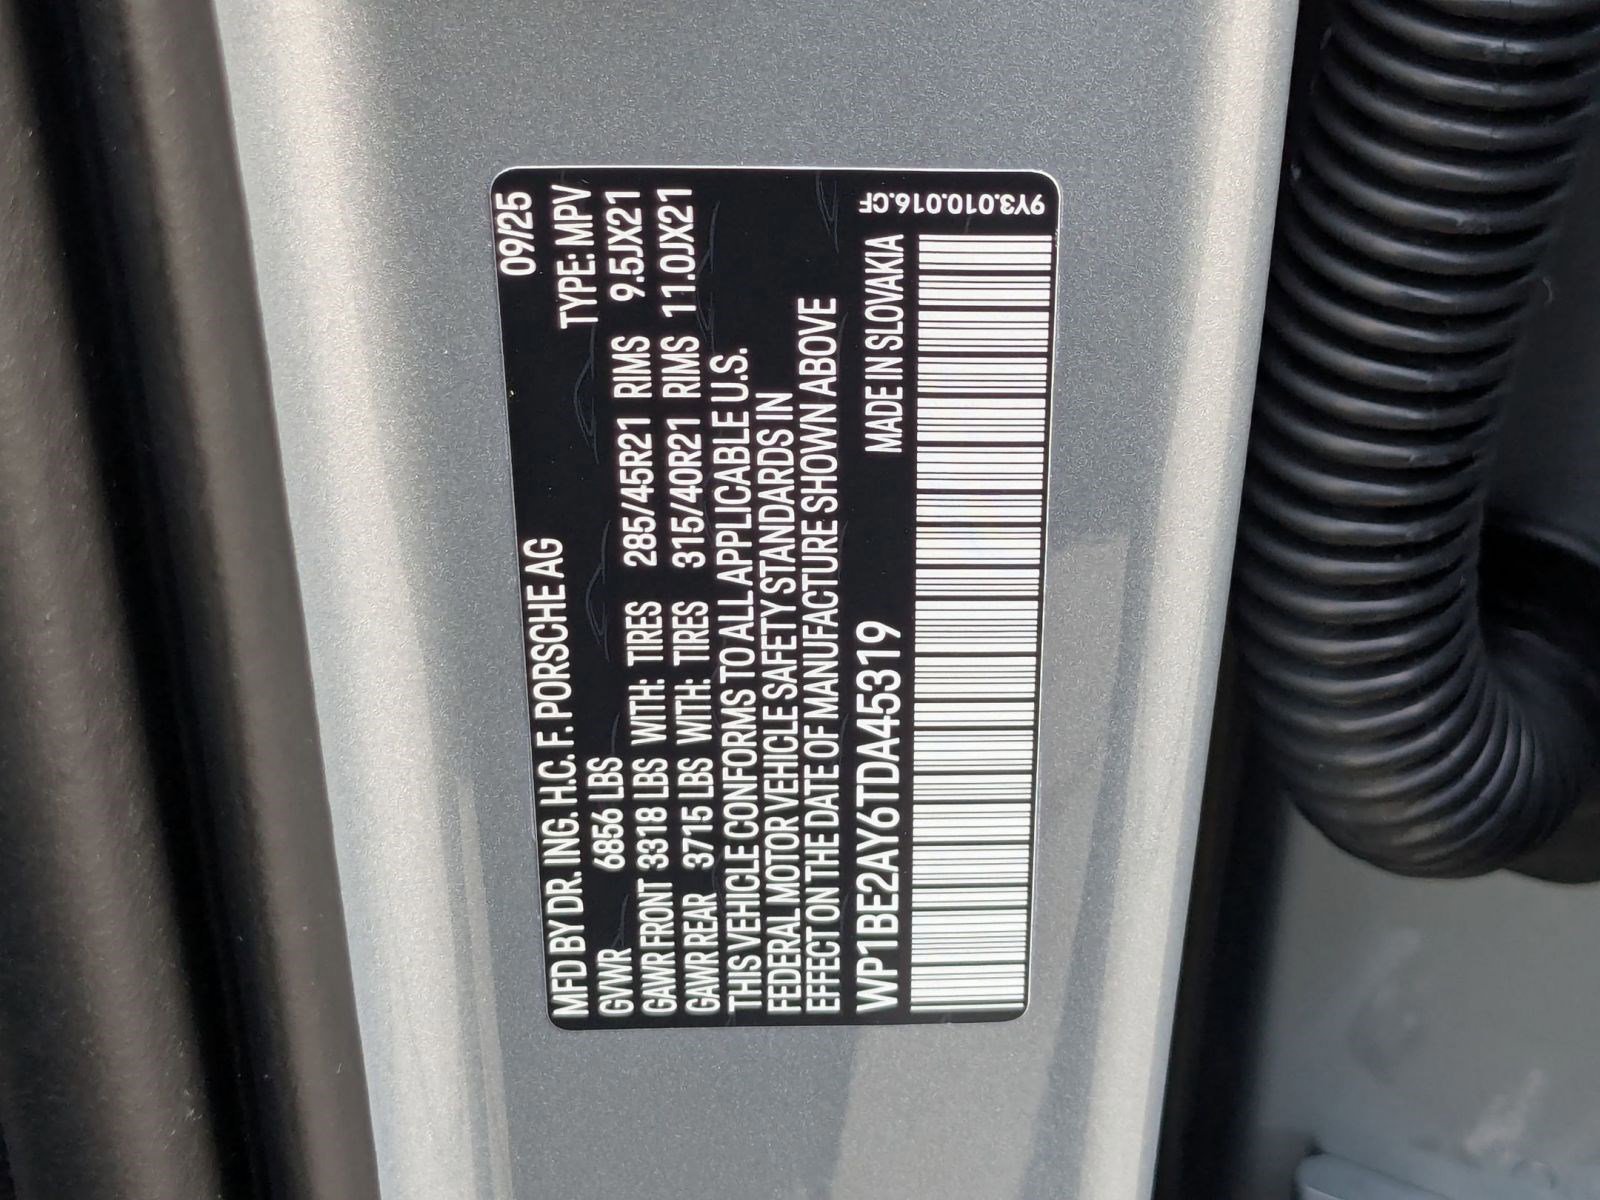 MFD BY DR. ING. H.C. F. PORSCHE AG 09/25
GVWR 6856 LBS TYPE: MPV
GAWR FRONT 3318 LBS WITH: TIRES 285/45R21 RIMS 9.5JX21
GAWR REAR 3715 LBS WITH: TIRES 315/40R21 RIMS 11.0JX21
THIS VEHICLE CONFORMS TO ALL APPLICABLE U.S.
FEDERAL MOTOR VEHICLE SAFETY STANDARDS IN
EFFECT ON THE DATE OF MANUFACTURE SHOWN ABOVE
WP1BE2AY6TDA45319 MADE IN SLOVAKIA
9Y3.010.016.CF